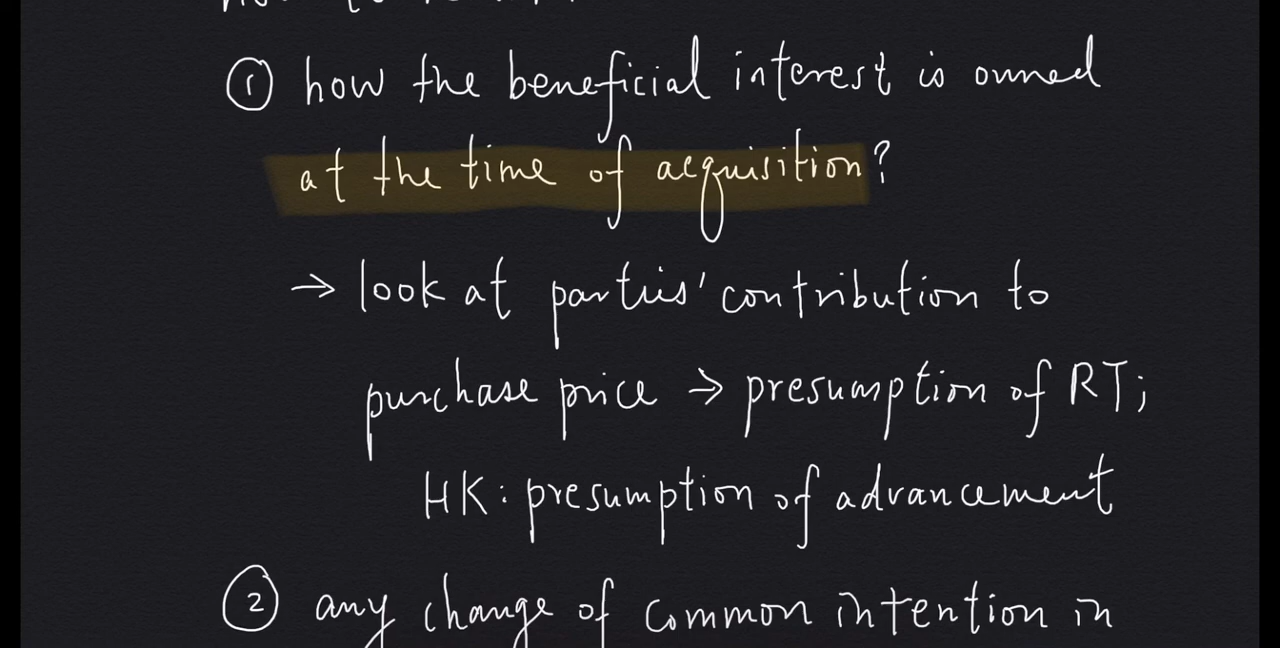 ① how the beneficial interest is owned
at the time of acquisition?
→ look at parties' contribution to
purchase price → presumption of RT;
HK: presumption of advancement
② any change of common intention in